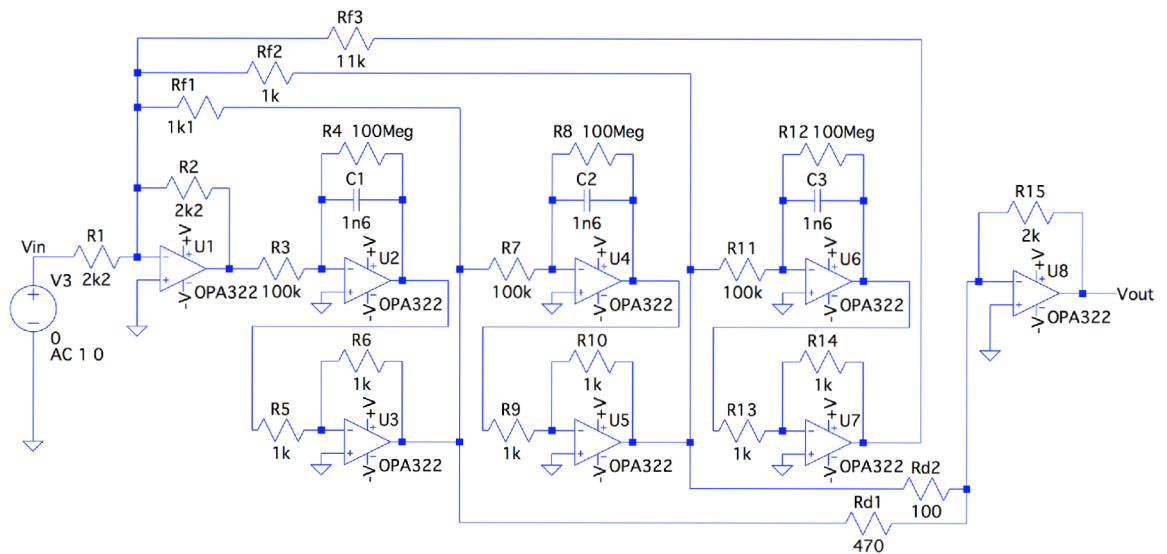 Rf3
11k
Rf2
1k
Rf1
1k1
R4 100Meg
R8 100Meg
R12 100Meg
C1
1n6
C2
1n6
C3
1n6
R2
2k2
R15
2k
Vin
R1
2k2
+V
U1
-V
OPA322
R3
100k
+V
U2
-V
OPA322
R7
100k
+V
U4
-V
OPA322
R11
100k
+V
U6
-V
OPA322
+V
U8
-V
OPA322
Vout
V3
0
AC 1 0
R6
1k
R10
1k
R14
1k
R5
1k
+V
U3
-V
OPA322
R9
1k
+V
U5
-V
OPA322
R13
1k
+V
U7
-V
OPA322
Rd2
100
Rd1
470